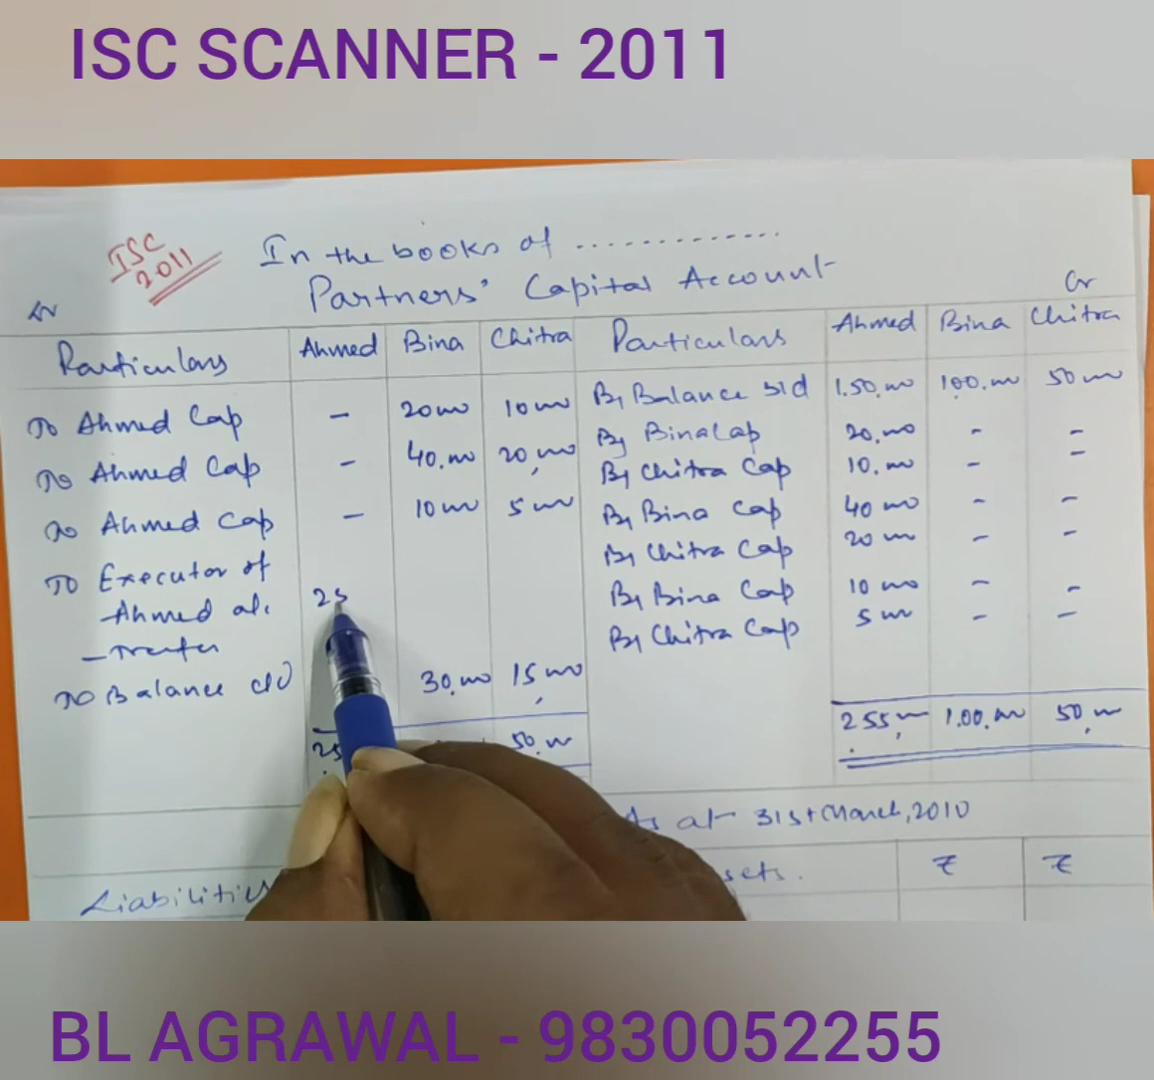 ISC SCANNER - 2011
ISC
2011
In the books of ..............
Partners' Capital Account
Dr
Cr
Particulars Ahmed Bina Chitra Particulars Ahmed Bina Chitra
To Ahmed Cap - 20 000 10 000 By Balance b/d 1.50,000 100,000 50 000
To Ahmed Cap - 40,000 20,000 By Bina Cap 20,000 - -
By Chitra Cap 10,000 - -
To Ahmed Cap - 10 000 5 000 By Bina Cap 40 000 - -
By Chitra Cap 20 000 - -
To Executor of
-Ahmed a/c 25 By Bina Cap 10 000 - -
-Transfer By Chitra Cap 5 000 - -
To Balance c/d 30,000 15 000
25 50,000 255,000 1,00,000 50,000
As at 31st March, 2010
Liabilities ₹ ₹
BL AGRAWAL - 9830052255